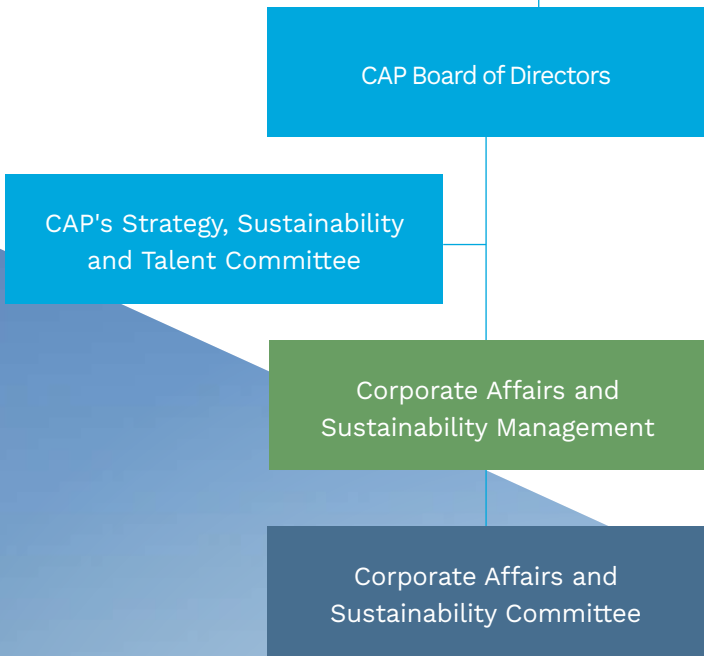 CAP Board of Directors
CAP's Strategy, Sustainability
and Talent Committee
Corporate Affairs and
Sustainability Management
Corporate Affairs and
Sustainability Committee